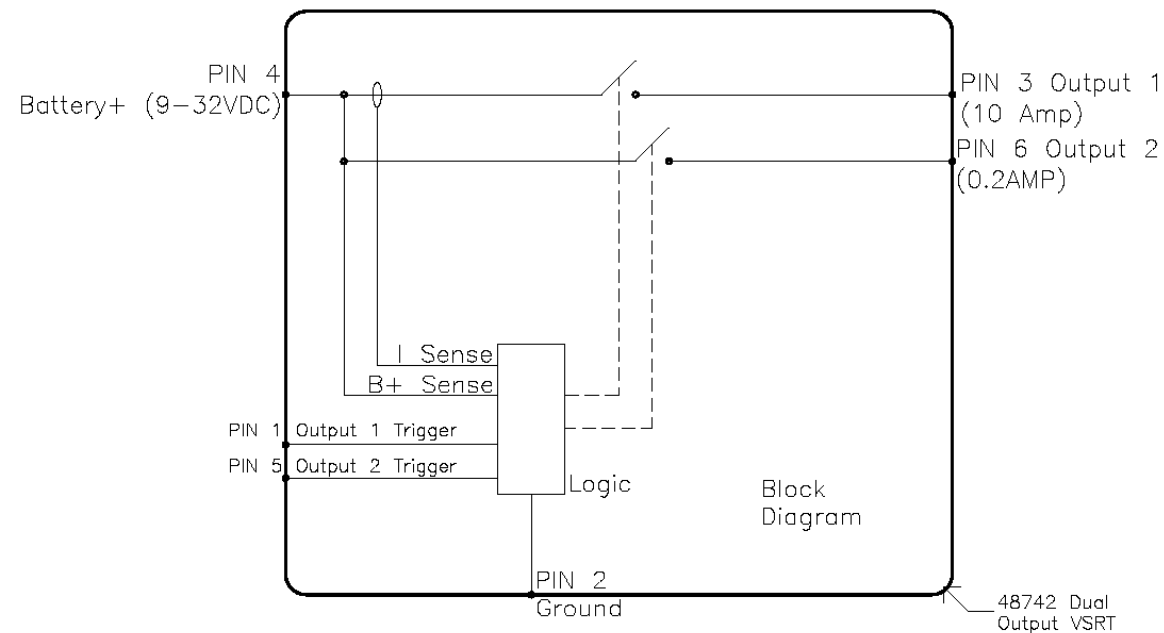 PIN 4
Battery+ (9-32VDC)
PIN 3 Output 1
(10 Amp)
PIN 6 Output 2
(0.2AMP)
I Sense
B+ Sense
PIN 1 Output 1 Trigger
PIN 5 Output 2 Trigger
Logic
Block
Diagram
PIN 2
Ground
48742 Dual
Output VSRT